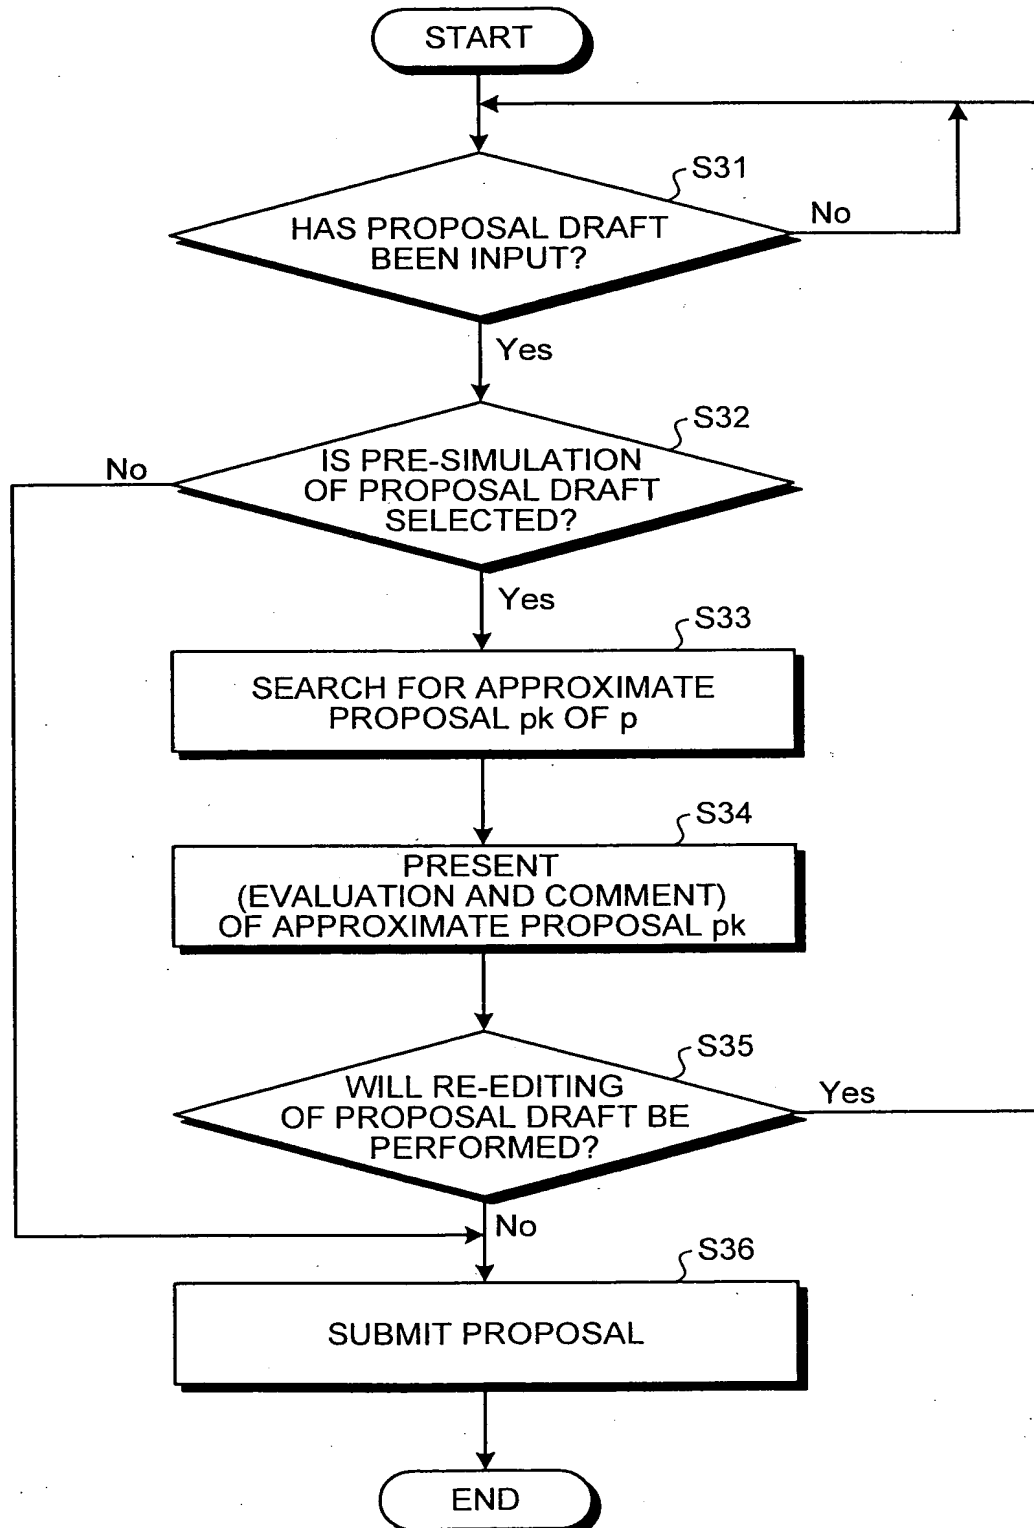 START
S31
HAS PROPOSAL DRAFT
BEEN INPUT?
No
Yes
S32
No
IS PRE-SIMULATION
OF PROPOSAL DRAFT
SELECTED?
Yes
S33
SEARCH FOR APPROXIMATE
PROPOSAL pk OF p
S34
PRESENT
(EVALUATION AND COMMENT)
OF APPROXIMATE PROPOSAL pk
S35
WILL RE-EDITING
OF PROPOSAL DRAFT BE
PERFORMED?
Yes
No
S36
SUBMIT PROPOSAL
END